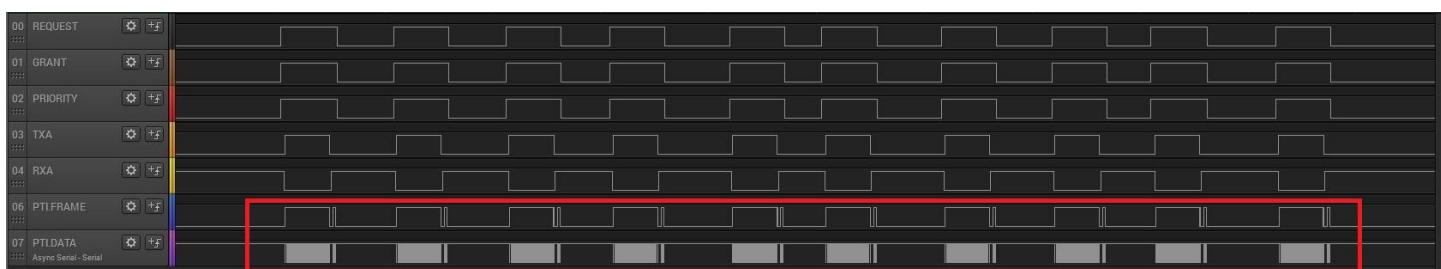 00 REQUEST
01 GRANT
02 PRIORITY
03 TXA
04 RXA
06 PTI.FRAME
07 PTI.DATA
Async Serial - Serial